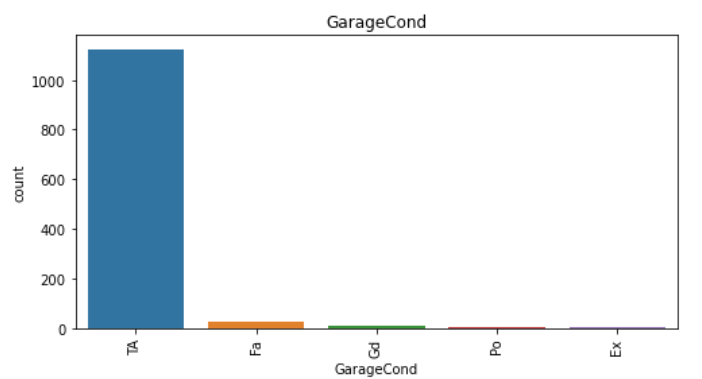 GarageCond
1000
800
600
400
200
0
count
TA
Fa
Gd
Po
Ex
GarageCond